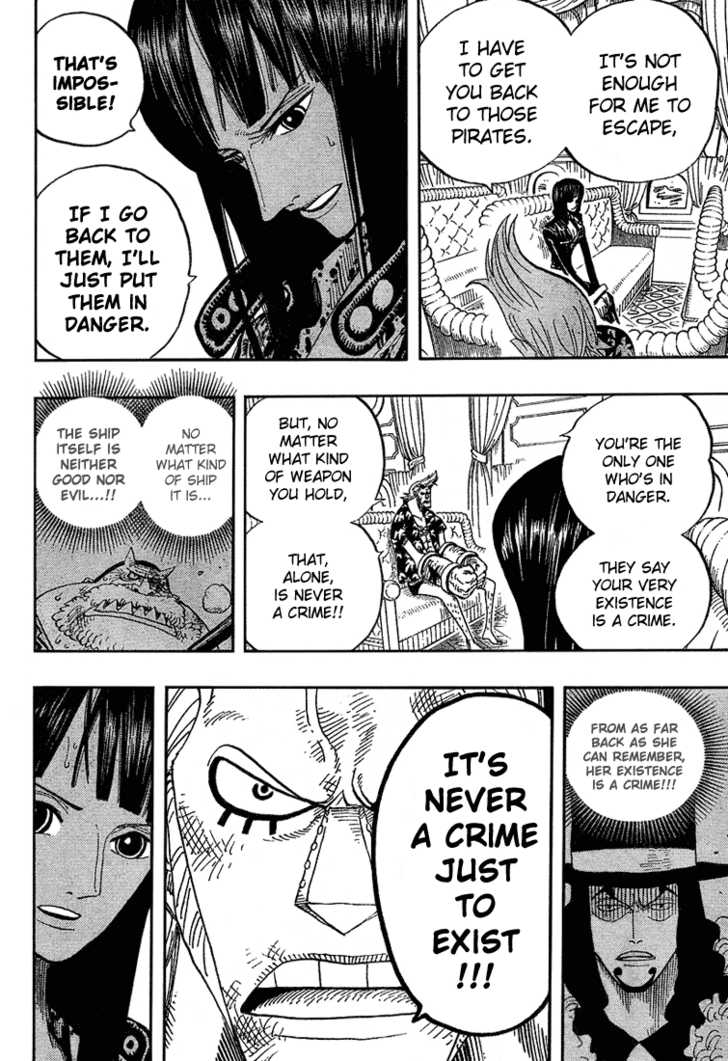 IT'S NOT
ENOUGH
FOR ME TO
ESCAPE,
I HAVE
TO GET
YOU BACK
TO THOSE
PIRATES.
THAT'S
IMPOS-
SIBLE!
IF I GO
BACK TO
THEM, I'LL
JUST PUT
THEM IN
DANGER.
YOU'RE
THE ONLY
ONE
WHO'S IN
DANGER.
THEY SAY
YOUR VERY
EXISTENCE
IS A CRIME.
BUT, NO
MATTER
WHAT KIND
OF WEAPON
YOU HOLD,
THAT,
ALONE,
IS NEVER
A CRIME!!
NO
MATTER
WHAT KIND
OF SHIP
IT IS...
THE SHIP
ITSELF IS
NEITHER
GOOD NOR
EVIL...!!
FROM AS FAR
BACK AS SHE
CAN REMEMBER,
HER EXISTENCE
IS A CRIME!!!
IT'S
NEVER
A CRIME
JUST
TO
EXIST
!!!